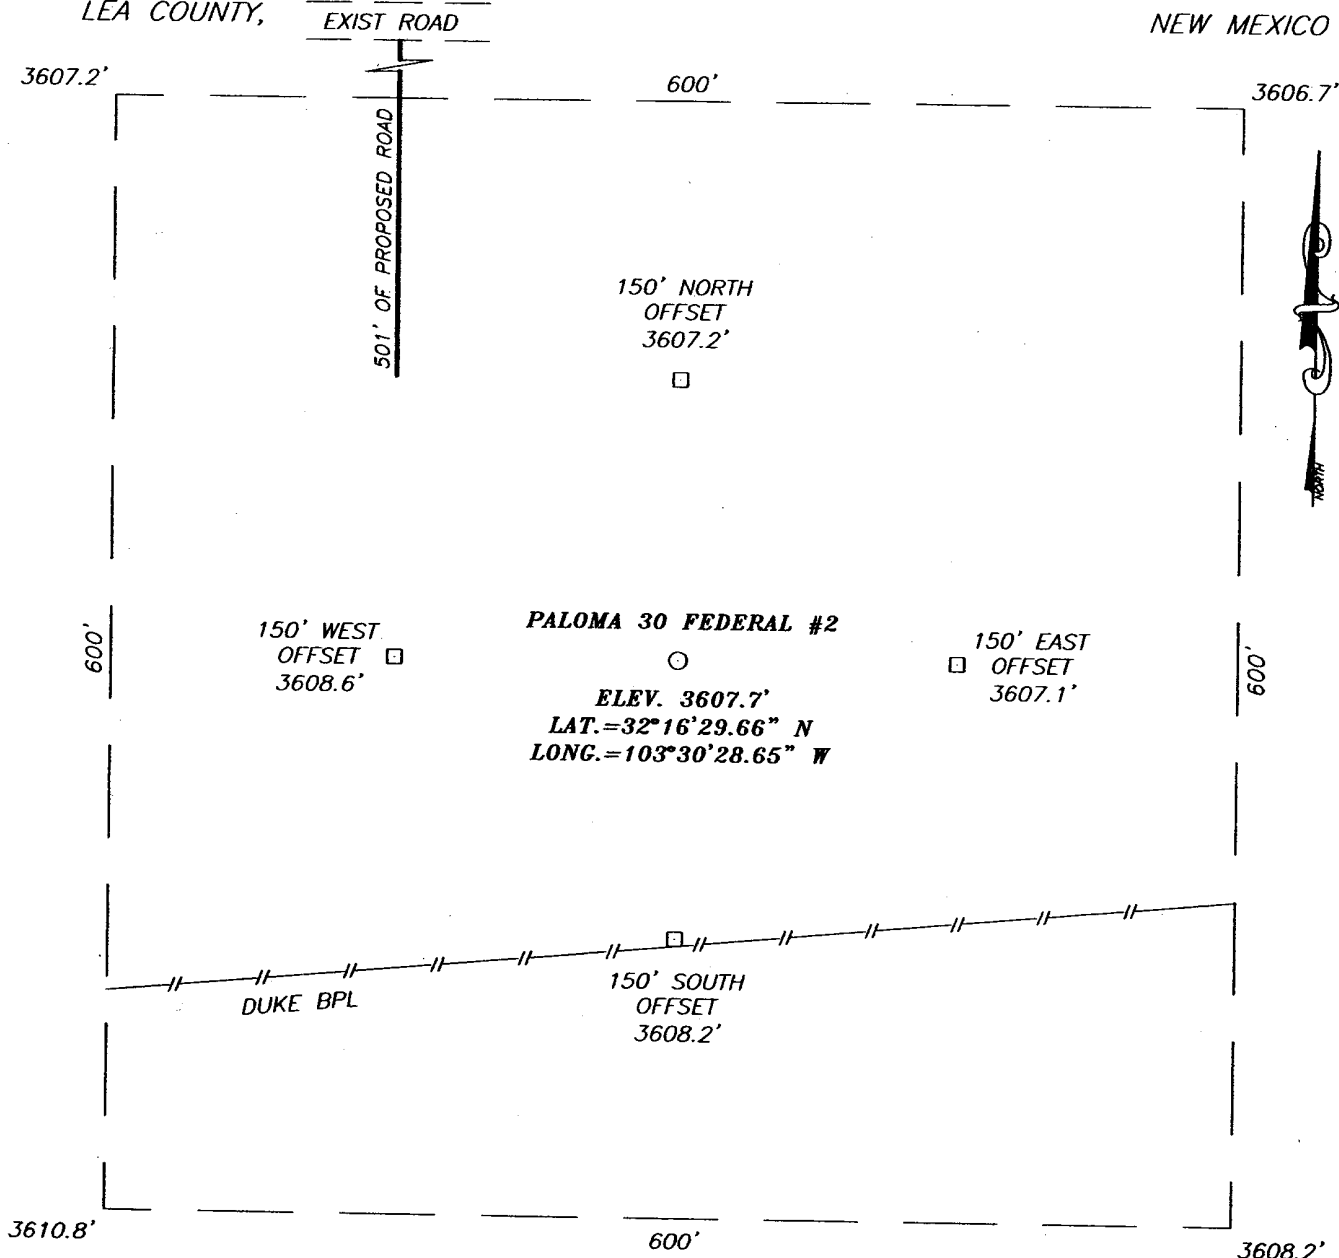 LEA COUNTY,
EXIST ROAD
NEW MEXICO
3607.2'
600'
3606.7'
501' OF PROPOSED ROAD
150' NORTH
OFFSET
3607.2'
NORTH
600'
150' WEST
OFFSET
3608.6'
PALOMA 30 FEDERAL #2
ELEV. 3607.7'
LAT.=32°16'29.66" N
LONG.=103°30'28.65" W
150' EAST
OFFSET
3607.1'
600'
DUKE BPL
150' SOUTH
OFFSET
3608.2'
3610.8'
600'
3608.2'